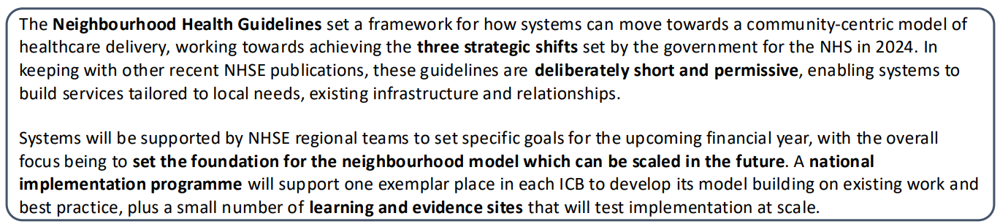 The Neighbourhood Health Guidelines set a framework for how systems can move towards a community-centric model of
healthcare delivery, working towards achieving the three strategic shifts set by the government for the NHS in 2024. In
keeping with other recent NHSE publications, these guidelines are deliberately short and permissive, enabling systems to
build services tailored to local needs, existing infrastructure and relationships.
Systems will be supported by NHSE regional teams to set specific goals for the upcoming financial year, with the overall
focus being to set the foundation for the neighbourhood model which can be scaled in the future. A national
implementation programme will support one exemplar place in each ICB to develop its model building on existing work and
best practice, plus a small number of learning and evidence sites that will test implementation at scale.